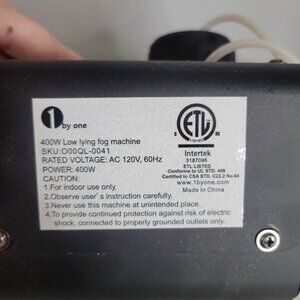 1 by one
400W Low lying fog machine
SKU:O00QL-0041
RATED VOLTAGE: AC 120V, 60Hz
POWER: 400W
CAUTION:
1.For indoor use only.
2.Observe user's instruction carefully.
3.Never use this machine at unintended place.
4.To provide continued protection against risk of electric
shock, connected to properly grounded outlets only.
ETL
LISTED
US
Intertek
3187095
ETL LISTED
Conforms to UL STD. 499
Certified to CSA STD. C22.2 No.64
www.1byone.com
Made In China